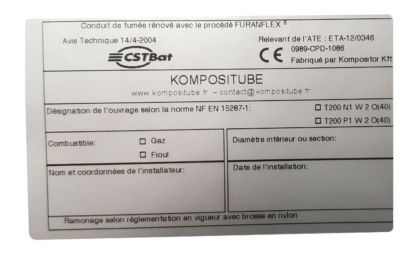 Conduit de fumée rénové avec le procédé FURANFLEX ®
Avis Technique 14/4-2004
Relevant de l'ATE : ETA-12/0346
CSTBat
CE 0989-CPD-1086
Fabriqué par Kompositor Kft
KOMPOSITUBE
www.kompositube.fr – contact@kompositube.fr
Désignation de l'ouvrage selon la norme NF EN 15287-1:
☐ T200 N1 W 2 O(40)
☐ T200 P1 W 2 O(40)
Combustible:
☐ Gaz
☐ Fioul
Diamètre intérieur ou section:
Nom et coordonnées de l'installateur:
Date de l'installation:
Ramonage selon réglementation en vigueur avec brosse en nylon